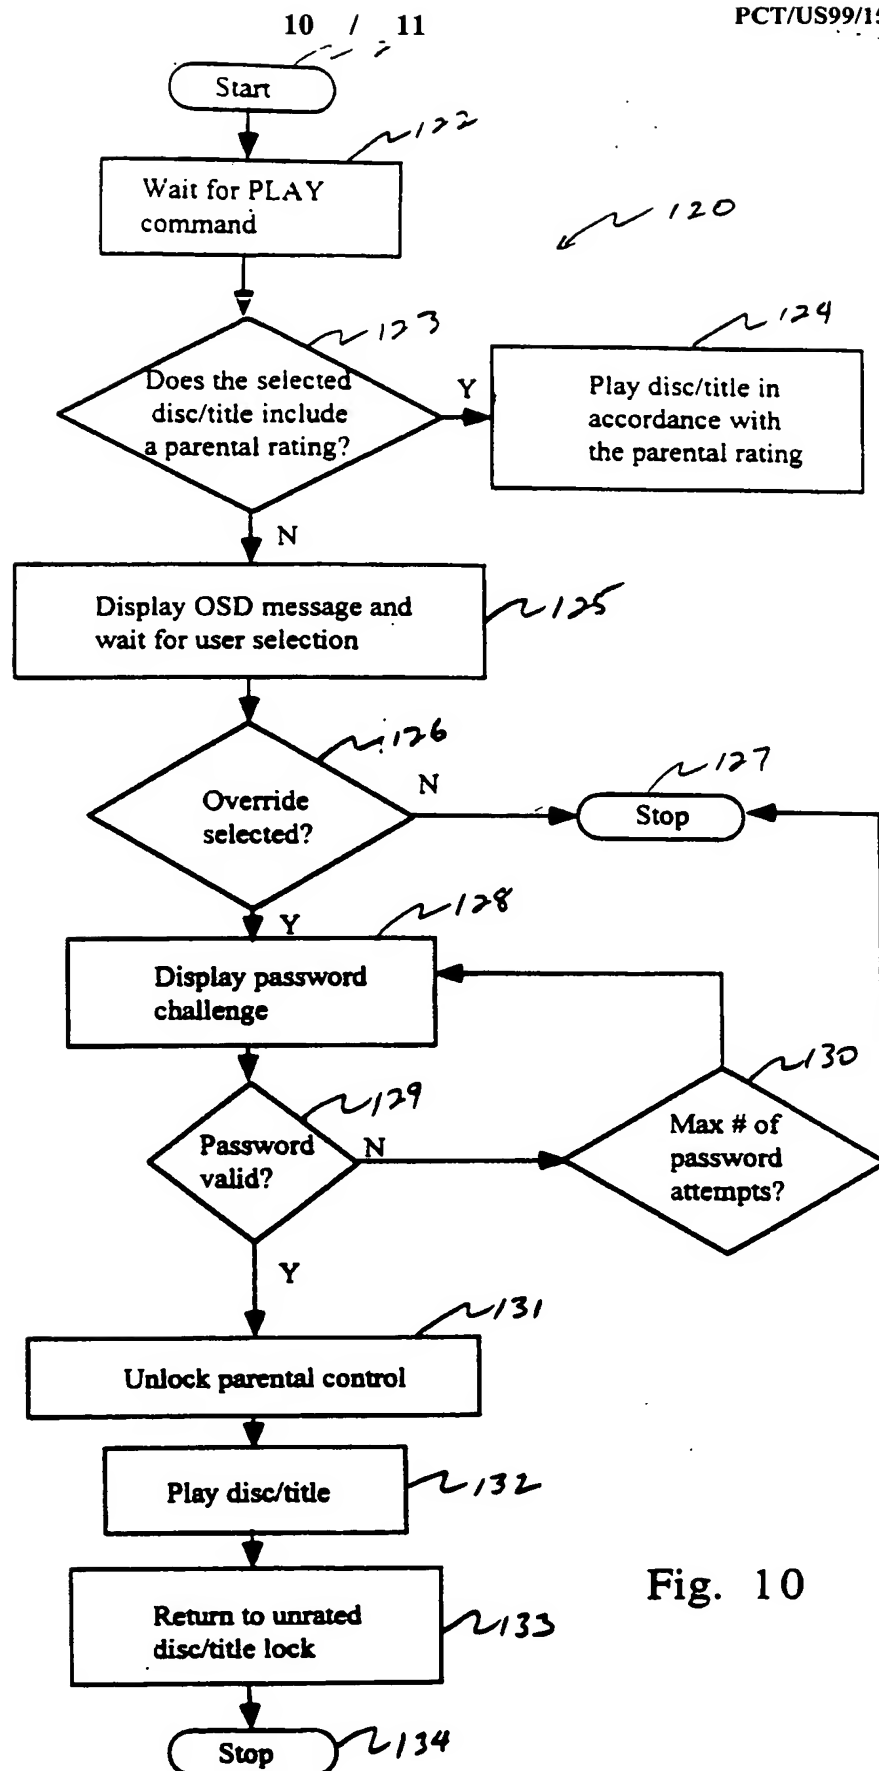 10 / 11
PCT/US99/15
Start
122
Wait for PLAY
command
120
123
Does the selected
disc/title include
a parental rating?
Y
124
Play disc/title in
accordance with
the parental rating
N
Display OSD message and
wait for user selection
125
126
Override
selected?
N
127
Stop
Y
128
Display password
challenge
129
Password
valid?
N
130
Max # of
password
attempts?
Y
131
Unlock parental control
Play disc/title
132
Return to unrated
disc/title lock
133
Fig. 10
Stop
134